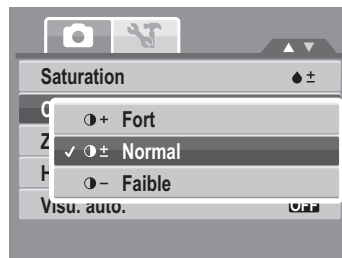 Saturation
Fort
Normal
Faible
Visu. auto. OFF